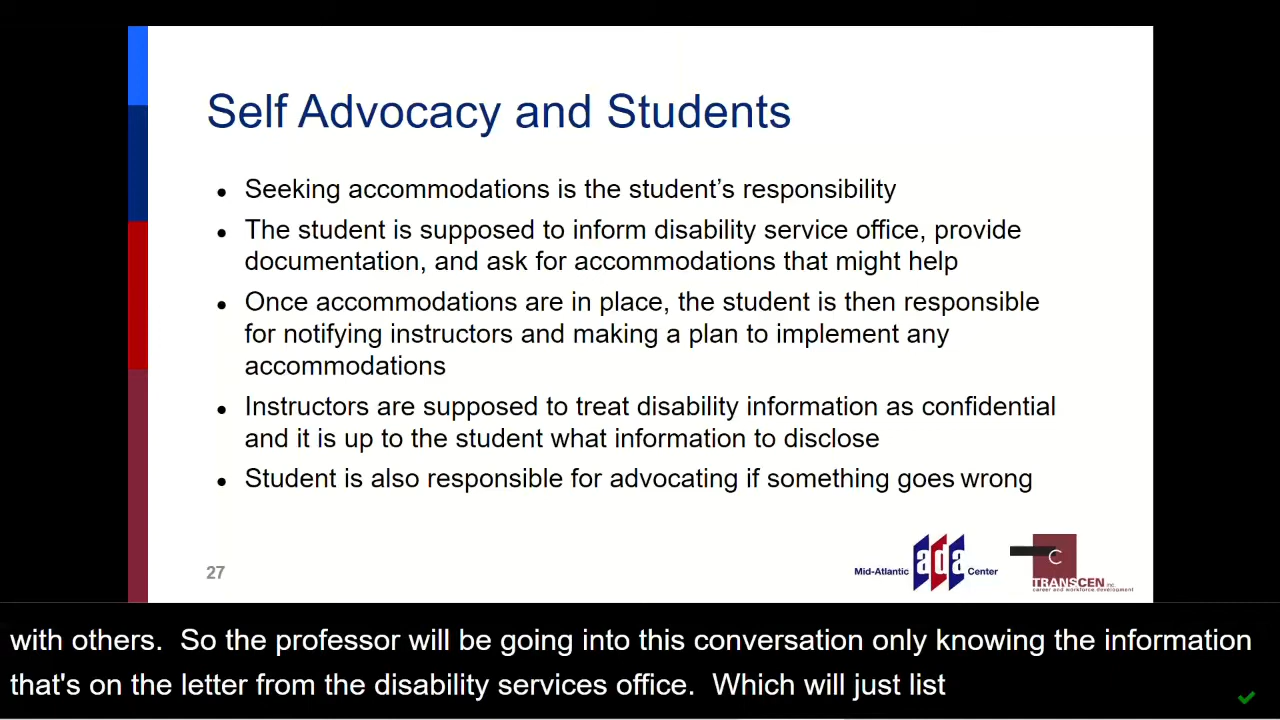 Self Advocacy and Students
• Seeking accommodations is the student’s responsibility
• The student is supposed to inform disability service office, provide
documentation, and ask for accommodations that might help
• Once accommodations are in place, the student is then responsible
for notifying instructors and making a plan to implement any
accommodations
• Instructors are supposed to treat disability information as confidential
and it is up to the student what information to disclose
• Student is also responsible for advocating if something goes wrong
27
Mid-Atlantic ada Center
C
TRANSCEN inc.
career and workforce development
with others.  So the professor will be going into this conversation only knowing the information
that's on the letter from the disability services office.  Which will just list